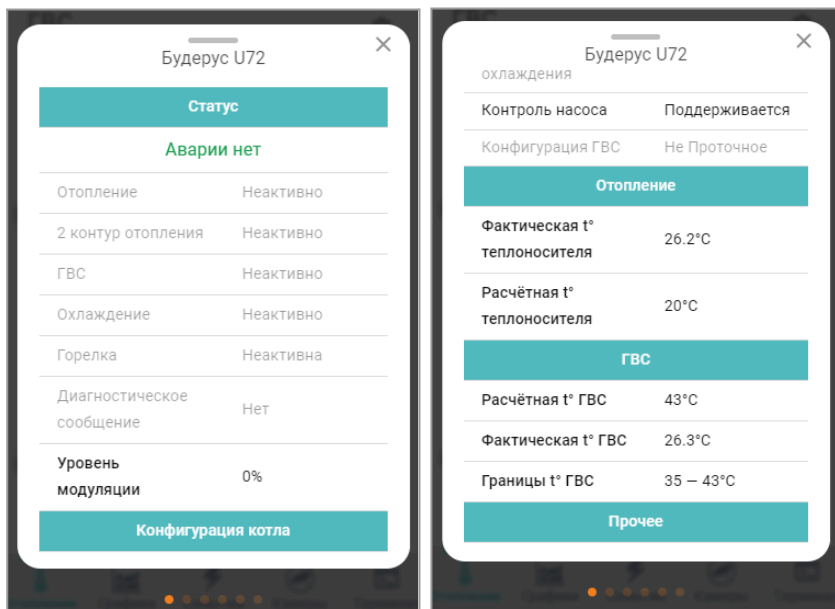 ГВС
Будерус U72
Статус
Аварии нет
Отопление Неактивно
2 контур отопления Неактивно
ГВС Неактивно
Охлаждение Неактивно
Горелка Неактивна
Диагностическое
сообщение Нет
Уровень
модуляции 0%
Конфигурация котла
Будерус U72
охлаждения
Контроль насоса Поддерживается
Конфигурация ГВС Не Проточное
Отопление
Фактическая t°
теплоносителя 26.2°C
Расчётная t°
теплоносителя 20°C
ГВС
Расчётная t° ГВС 43°C
Фактическая t° ГВС 26.3°C
Границы t° ГВС 35 — 43°C
Прочее